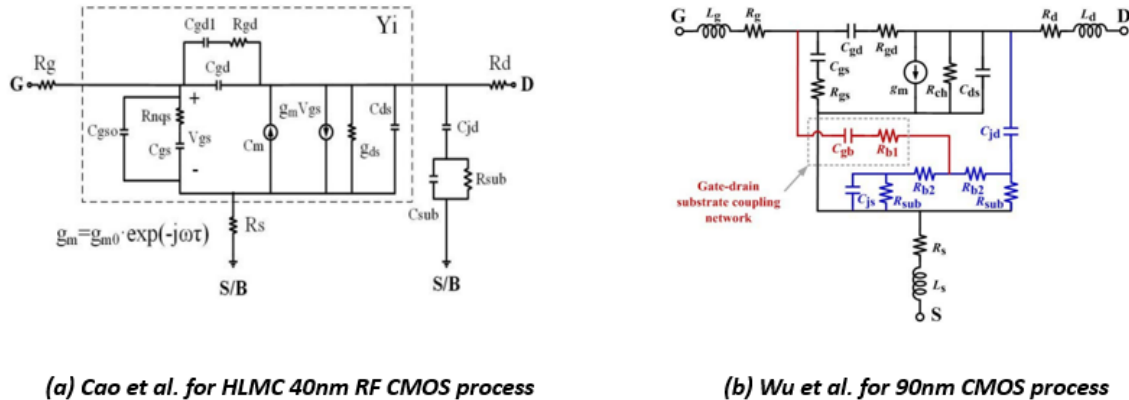 Yi
Cgd1
Rgd
Cgd
Rg
G
Rd
D
+
Rnqs
Vgs
Cgso
Cgs
-
Cm
gmVgs
gds
Cds
Cjd
Rsub
Csub
Rs
gm=gm0·exp(-jωτ)
S/B
S/B
G
Lg
Rg
Cgd
Rgd
Rd
Ld
D
Cgs
Rgs
gm
Rch
Cds
Cjd
Cgb
Rb1
Gate-drain
substrate coupling
network
Cjs
Rsub
Rb2
Rb2
Rsub
Rs
Ls
S
(a) Cao et al. for HLMC 40nm RF CMOS process
(b) Wu et al. for 90nm CMOS process